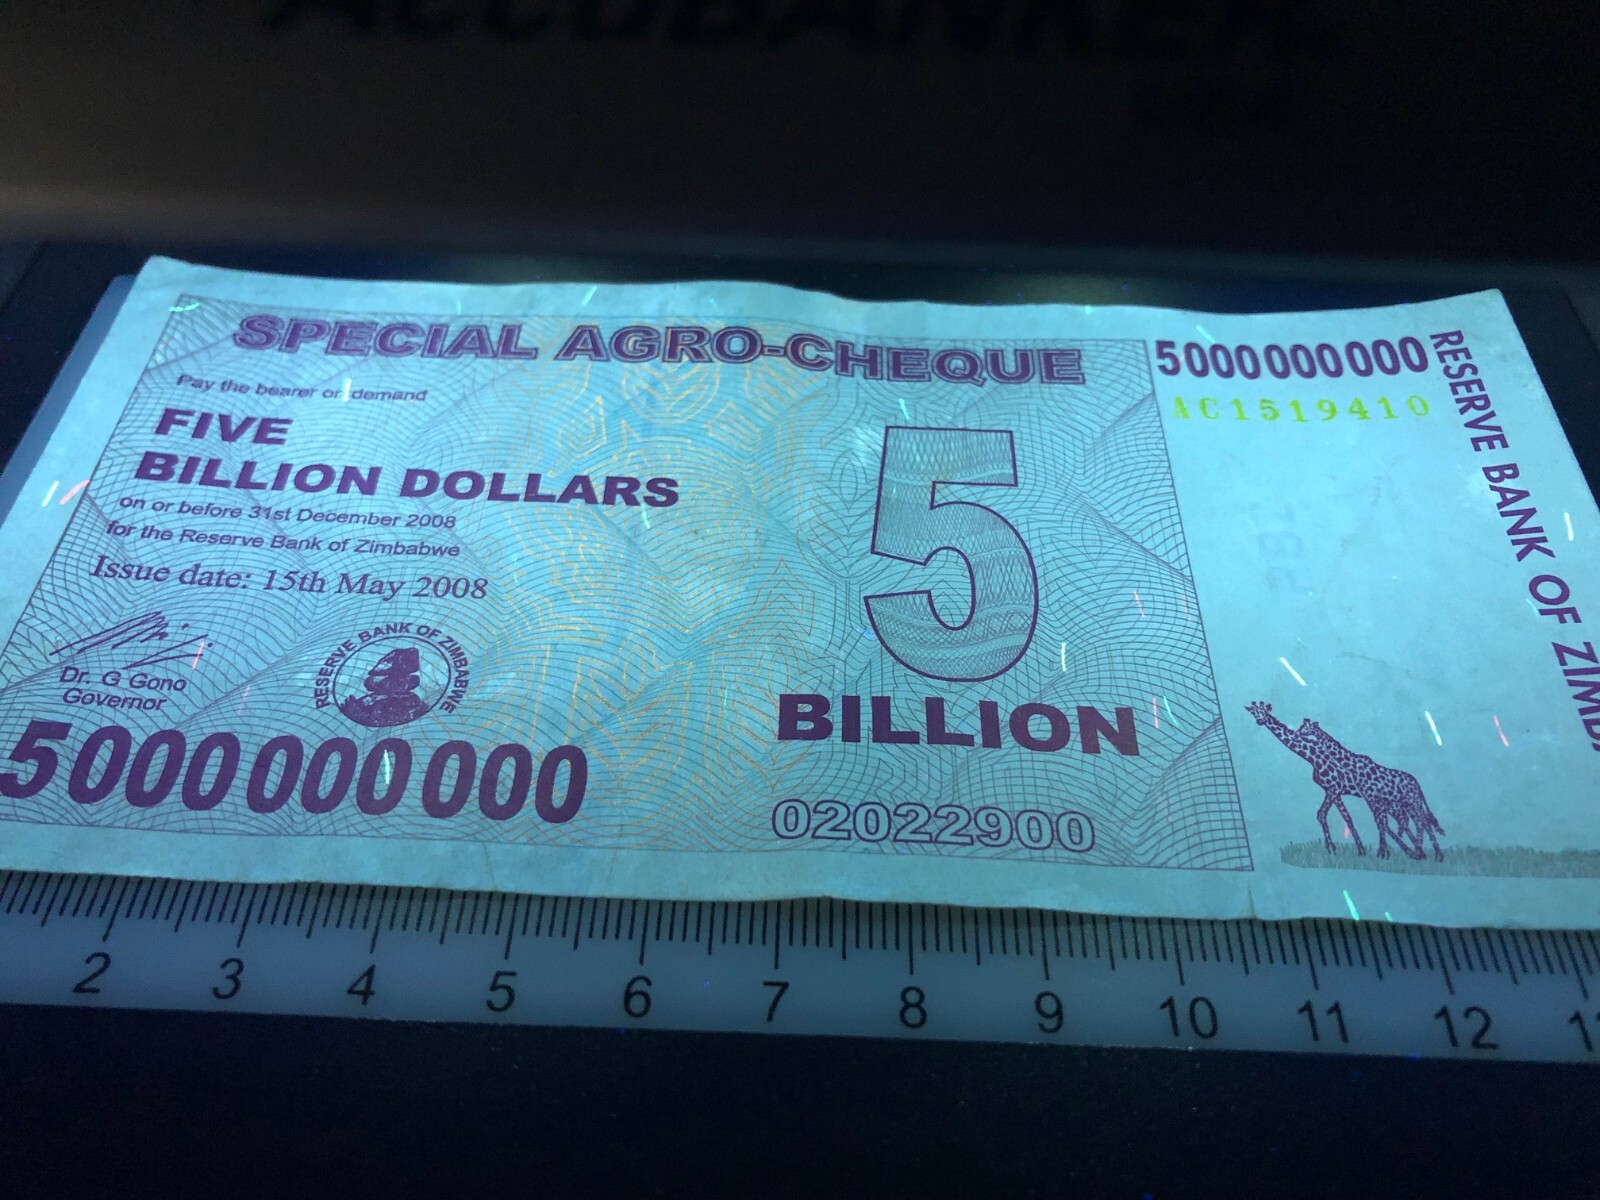 ACCUBANKER
SPECIAL AGRO-CHEQUE
Pay the bearer on demand
FIVE
BILLION DOLLARS
on or before 31st December 2008
for the Reserve Bank of Zimbabwe
Issue date: 15th May 2008
Dr. G Gono
Governor
RESERVE BANK OF ZIMBABWE
5000000000
5
BILLION
02022900
5000000000
AC1519410
RESERVE BANK OF
2 3 4 5 6 7 8 9 10 11 12